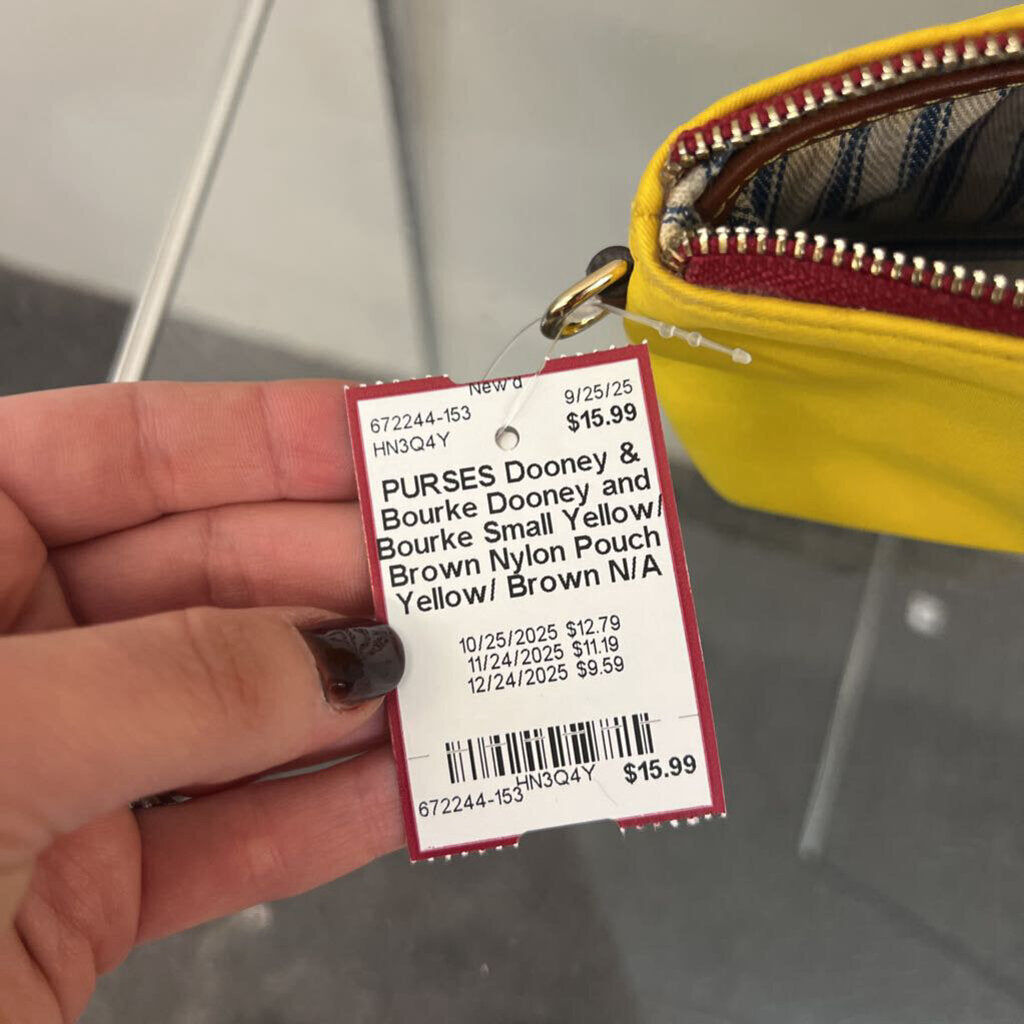 New'd
9/25/25
672244-153
$15.99
HN3Q4Y
PURSES Dooney &
Bourke Dooney and
Bourke Small Yellow/
Brown Nylon Pouch
Yellow/ Brown N/A
10/25/2025 $12.79
11/24/2025 $11.19
12/24/2025 $9.59
HN3Q4Y
$15.99
672244-153